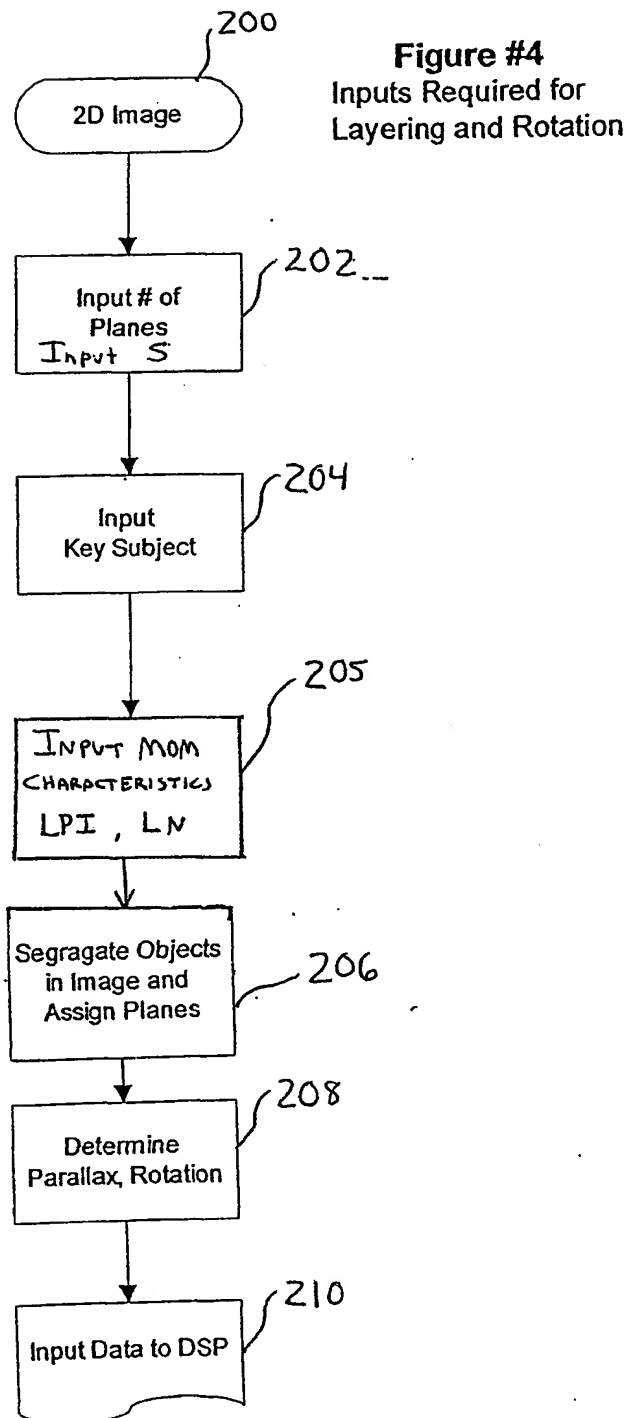 200
Figure #4
Inputs Required for
Layering and Rotation
2D Image
202
Input # of
Planes
Input S
204
Input
Key Subject
205
INPUT MOM
CHARACTERISTICS
LPI, LN
Segragate Objects
in Image and
Assign Planes
206
208
Determine
Parallax, Rotation
210
Input Data to DSP